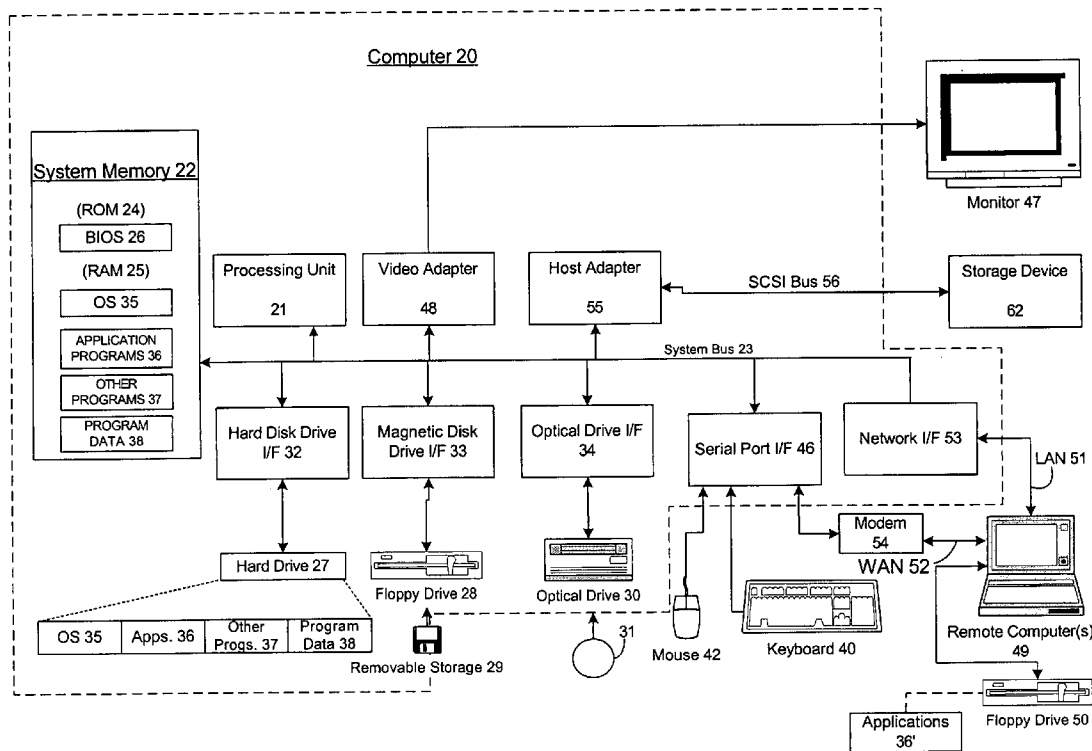 Computer 20
Monitor 47
System Memory 22
(ROM 24)
BIOS 26
(RAM 25)
OS 35
APPLICATION
PROGRAMS 36
OTHER
PROGRAMS 37
PROGRAM
DATA 38
Processing Unit
21
Video Adapter
48
Host Adapter
55
SCSI Bus 56
Storage Device
62
System Bus 23
Hard Disk Drive
I/F 32
Magnetic Disk
Drive I/F 33
Optical Drive I/F
34
Serial Port I/F 46
Network I/F 53
LAN 51
Modem
54
WAN 52
Hard Drive 27
Floppy Drive 28
Optical Drive 30
OS 35
Apps. 36
Other
Progs. 37
Program
Data 38
Removable Storage 29
31
Mouse 42
Keyboard 40
Remote Computer(s)
49
Floppy Drive 50
Applications
36'